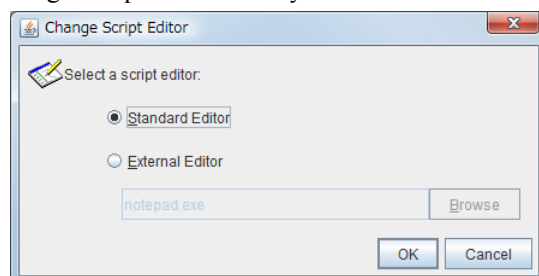 Change Script Editor
Select a script editor:
Standard Editor
External Editor
notepad.exe
Browse
OK
Cancel